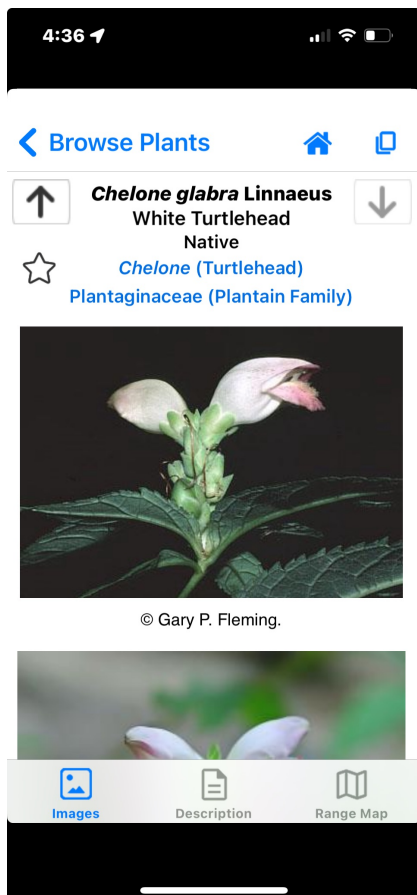 4:36
Browse Plants
Chelone glabra Linnaeus
White Turtlehead
Native
Chelone (Turtlehead)
Plantaginaceae (Plantain Family)
© Gary P. Fleming.
Images Description Range Map